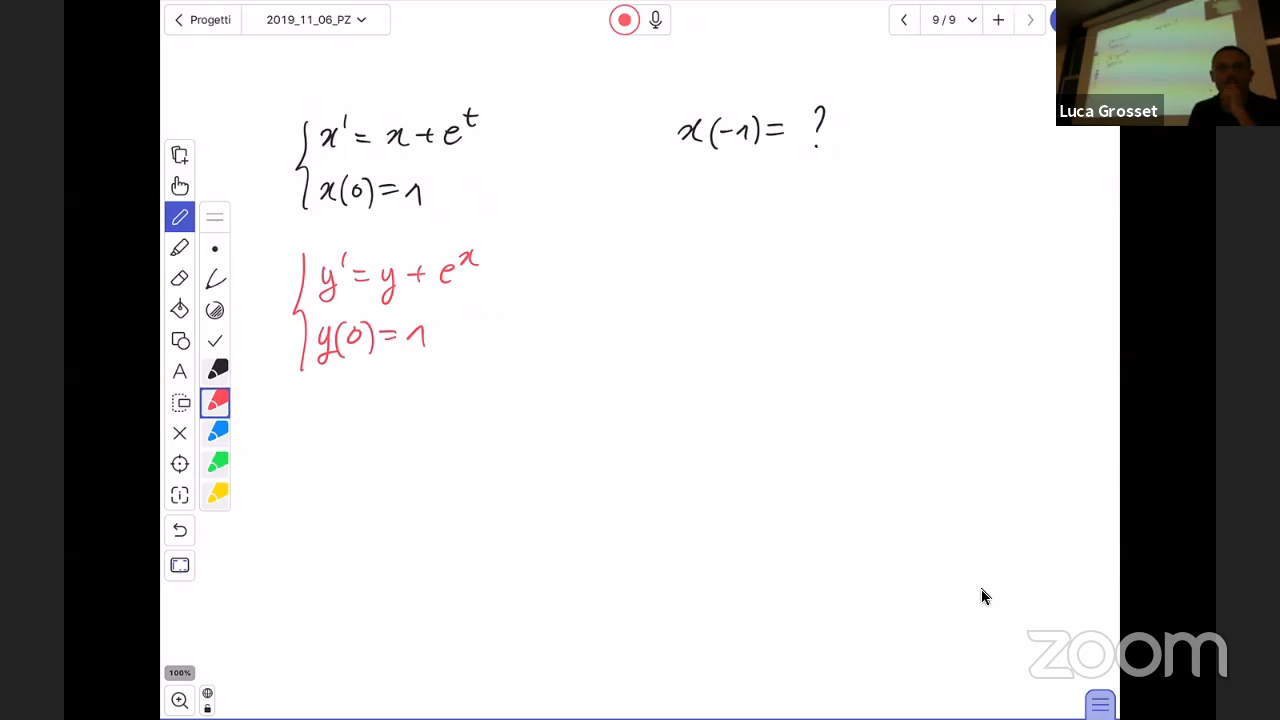 Progetti
2019_11_06_PZ
9/9
Luca Grosset
x' = x + e^t
x(0) = 1
x(-1) = ?
y' = y + e^x
y(0) = 1
A
100%
zoom